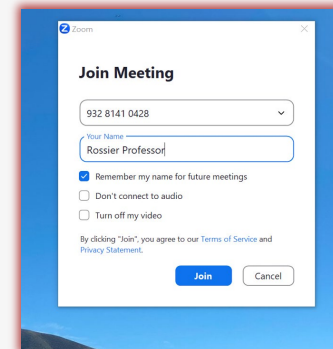 Zoom
Join Meeting
932 8141 0428
Your Name
Rossier Professor
Remember my name for future meetings
Don't connect to audio
Turn off my video
By clicking "Join", you agree to our Terms of Service and
Privacy Statement.
Join
Cancel